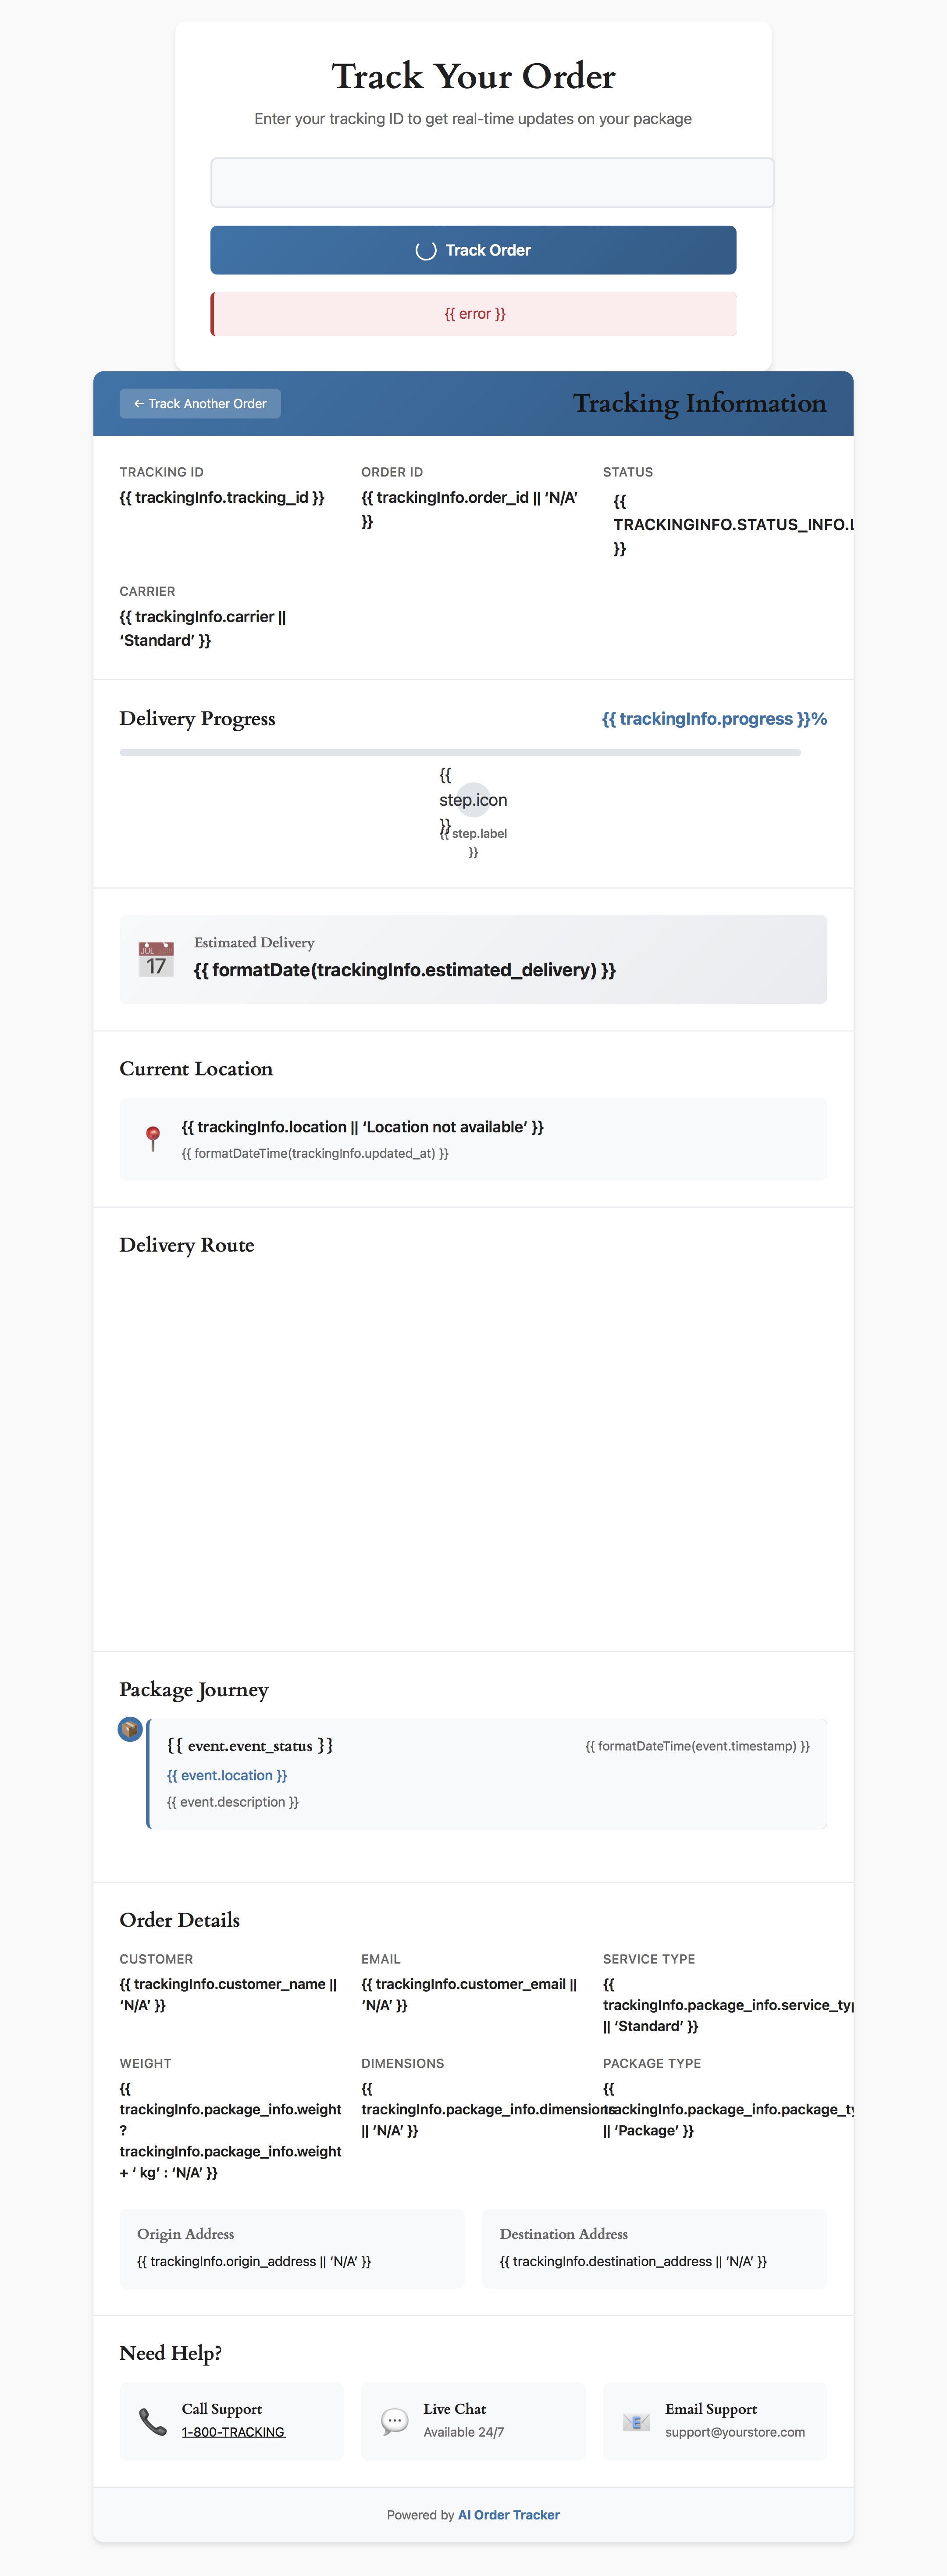 Track Your Order
Enter your tracking ID to get real-time updates on your package
Track Order
{{ error }}
← Track Another Order
Tracking Information
TRACKING ID
{{ trackingInfo.tracking_id }}
ORDER ID
{{ trackingInfo.order_id || ‘N/A’
}}
STATUS
{{
TRACKINGINFO.STATUS_INFO.L
}}
CARRIER
{{ trackingInfo.carrier ||
‘Standard’ }}
Delivery Progress
{{ trackingInfo.progress }}%
{{
step.icon
}}
{{ step.label
}}
JUL
17
Estimated Delivery
{{ formatDate(trackingInfo.estimated_delivery) }}
Current Location
{{ trackingInfo.location || ‘Location not available’ }}
{{ formatDateTime(trackingInfo.updated_at) }}
Delivery Route
Package Journey
{{ event.event_status }}
{{ formatDateTime(event.timestamp) }}
{{ event.location }}
{{ event.description }}
Order Details
CUSTOMER
{{ trackingInfo.customer_name ||
‘N/A’ }}
EMAIL
{{ trackingInfo.customer_email ||
‘N/A’ }}
SERVICE TYPE
{{
trackingInfo.package_info.service_typ
|| ‘Standard’ }}
WEIGHT
{{
trackingInfo.package_info.weight
?
trackingInfo.package_info.weight
+ ‘ kg’ : ‘N/A’ }}
DIMENSIONS
{{
trackingInfo.package_info.dimensions
|| ‘N/A’ }}
PACKAGE TYPE
{{
trackingInfo.package_info.package_ty
|| ‘Package’ }}
Origin Address
{{ trackingInfo.origin_address || ‘N/A’ }}
Destination Address
{{ trackingInfo.destination_address || ‘N/A’ }}
Need Help?
Call Support
1-800-TRACKING
Live Chat
Available 24/7
Email Support
support@yourstore.com
Powered by AI Order Tracker